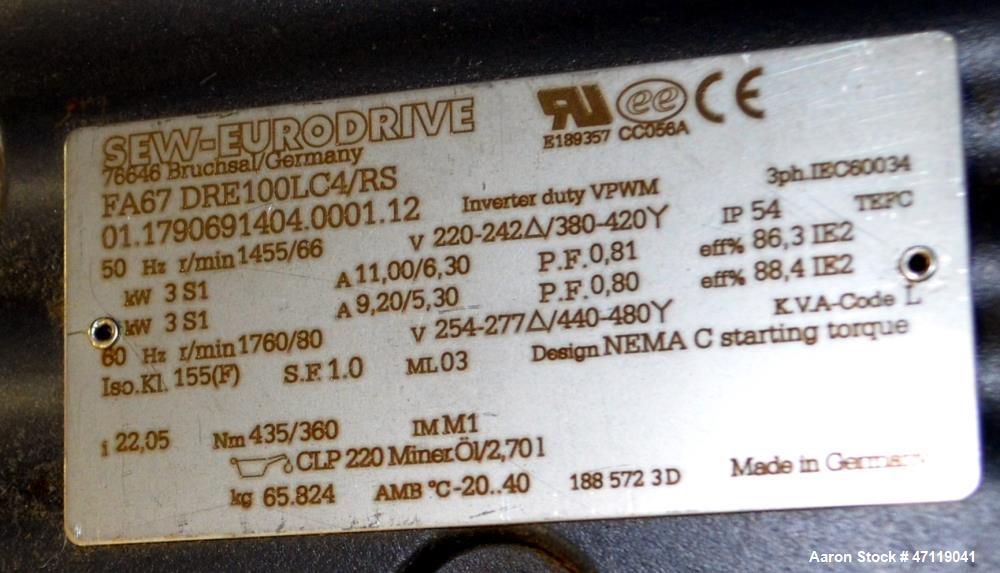 SEW-EURODRIVE
76646 Bruchsal/Germany
E189357 CC056A
FA67 DRE100LC4/RS
3ph.IEC60034
01.1790691404.0001.12 Inverter duty VPWM TEFC
50 Hz r/min 1455/66 V 220-242Δ/380-420Y IP 54
kW 3 S1 A 11,00/6,30 P.F. 0,81 eff% 86,3 IE2
kW 3 S1 A 9,20/5,30 P.F. 0,80 eff% 88,4 IE2
60 Hz r/min 1760/80 V 254-277Δ/440-480Y K.V.A-Code L
Iso.Kl. 155(F) S.F. 1.0 ML 03 Design NEMA C starting torque
i 22,05 Nm 435/360 IM M1
CLP 220 Miner.Öl/2,70 l
kg 65.824 AMB °C -20..40 188 572 3 D Made in Germany
Aaron Stock # 47119041